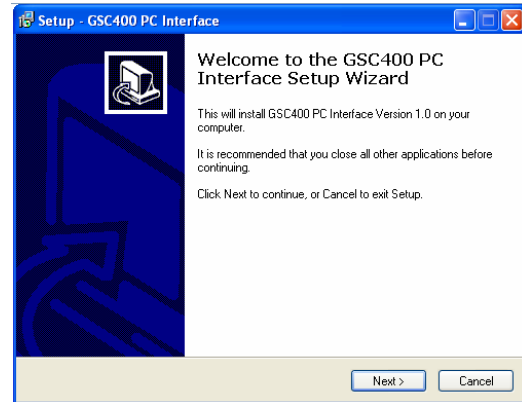 Setup - GSC400 PC Interface
Welcome to the GSC400 PC
Interface Setup Wizard
This will install GSC400 PC Interface Version 1.0 on your
computer.
It is recommended that you close all other applications before
continuing.
Click Next to continue, or Cancel to exit Setup.
Next >
Cancel